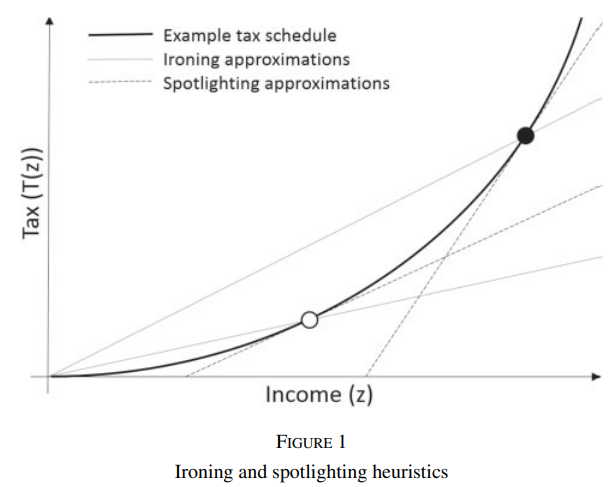 Example tax schedule
Ironing approximations
Spotlighting approximations
Tax (T(z))
Income (z)
FIGURE 1
Ironing and spotlighting heuristics